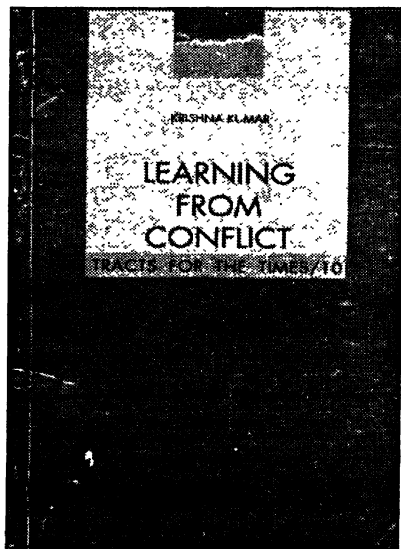 KRISHNA KUMAR
LEARNING
FROM
CONFLICT
TRACTS FOR THE TIMES/10